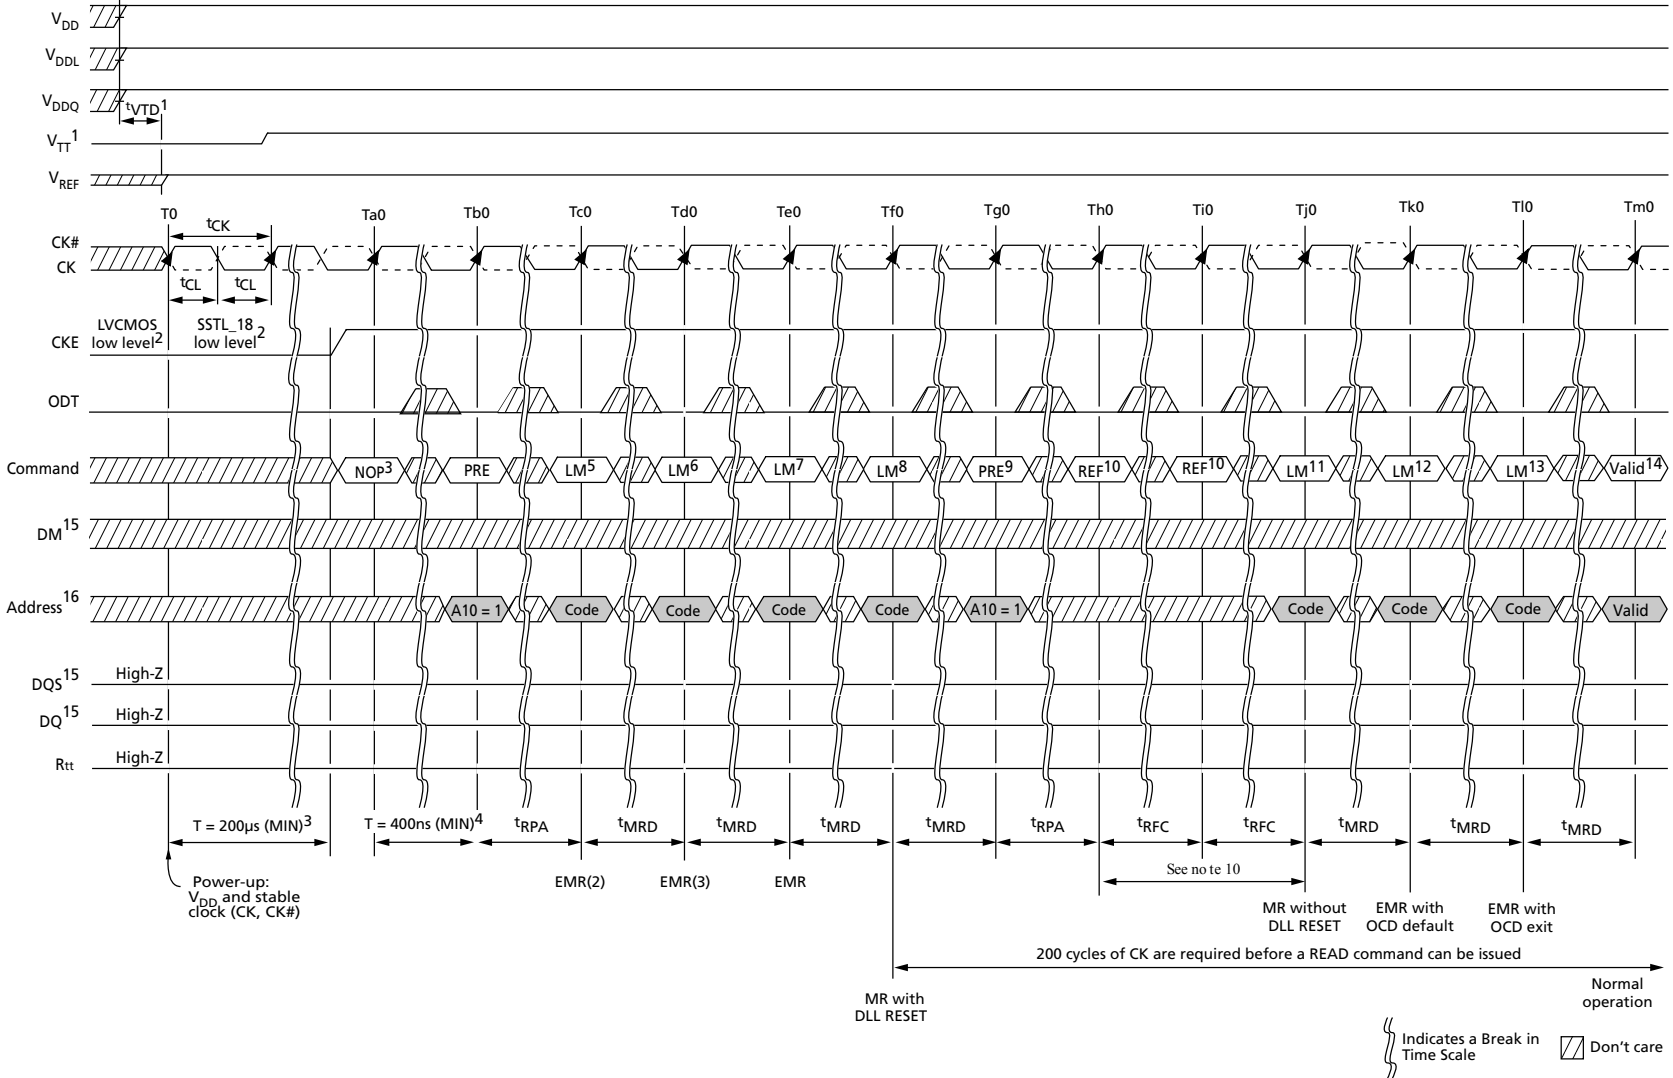 VDD
VDDL
VDDQ
tVTD1
VTT1
VREF
T0 Ta0 Tb0 Tc0 Td0 Te0 Tf0 Tg0 Th0 Ti0 Tj0 Tk0 Tl0 Tm0
tCK
CK#
CK
tCL tCL
LVCMOS
low level2
SSTL_18
low level2
CKE
ODT
Command NOP3 PRE LM5 LM6 LM7 LM8 PRE9 REF10 REF10 LM11 LM12 LM13 Valid14
DM15
Address16 A10 = 1 Code Code Code Code A10 = 1 Code Code Code Valid
DQS15 High-Z
DQ15 High-Z
Rtt High-Z
T = 200µs (MIN)3 T = 400ns (MIN)4 tRPA tMRD tMRD tMRD tMRD tRPA tRFC tRFC tMRD tMRD tMRD
See note 10
Power-up:
VDD and stable
clock (CK, CK#)
EMR(2) EMR(3) EMR
MR without
DLL RESET
EMR with
OCD default
EMR with
OCD exit
200 cycles of CK are required before a READ command can be issued
MR with
DLL RESET
Normal
operation
Indicates a Break in
Time Scale
Don't care